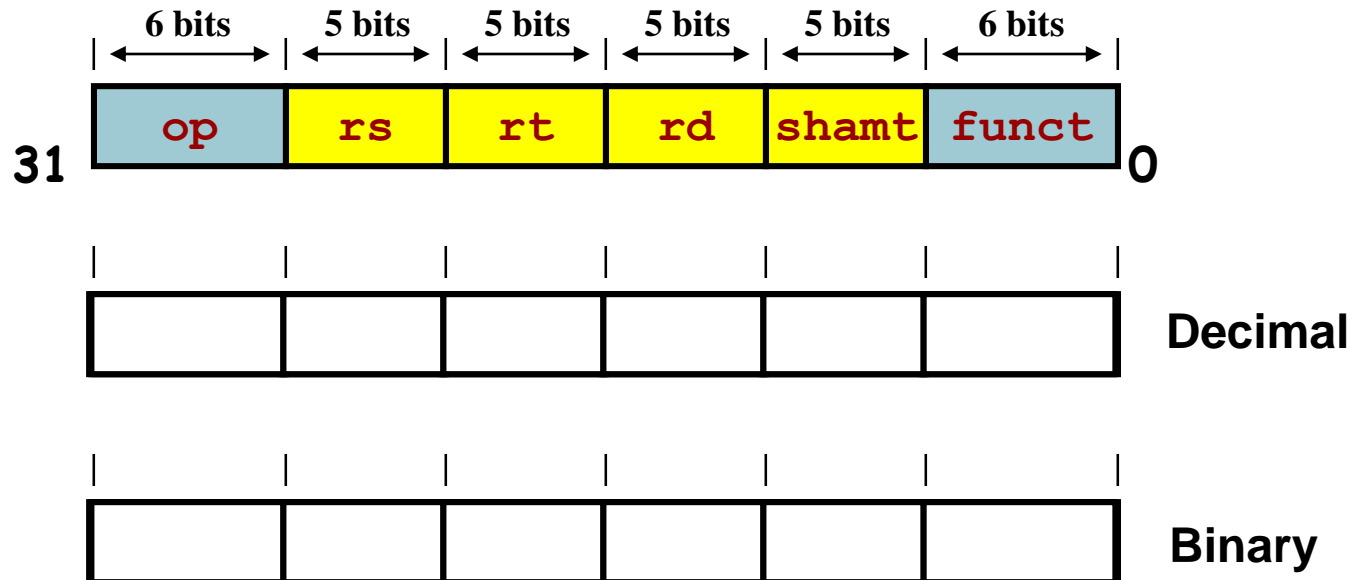 6 bits 5 bits 5 bits 5 bits 5 bits 6 bits
op rs rt rd shamt funct
31 0
Decimal
Binary